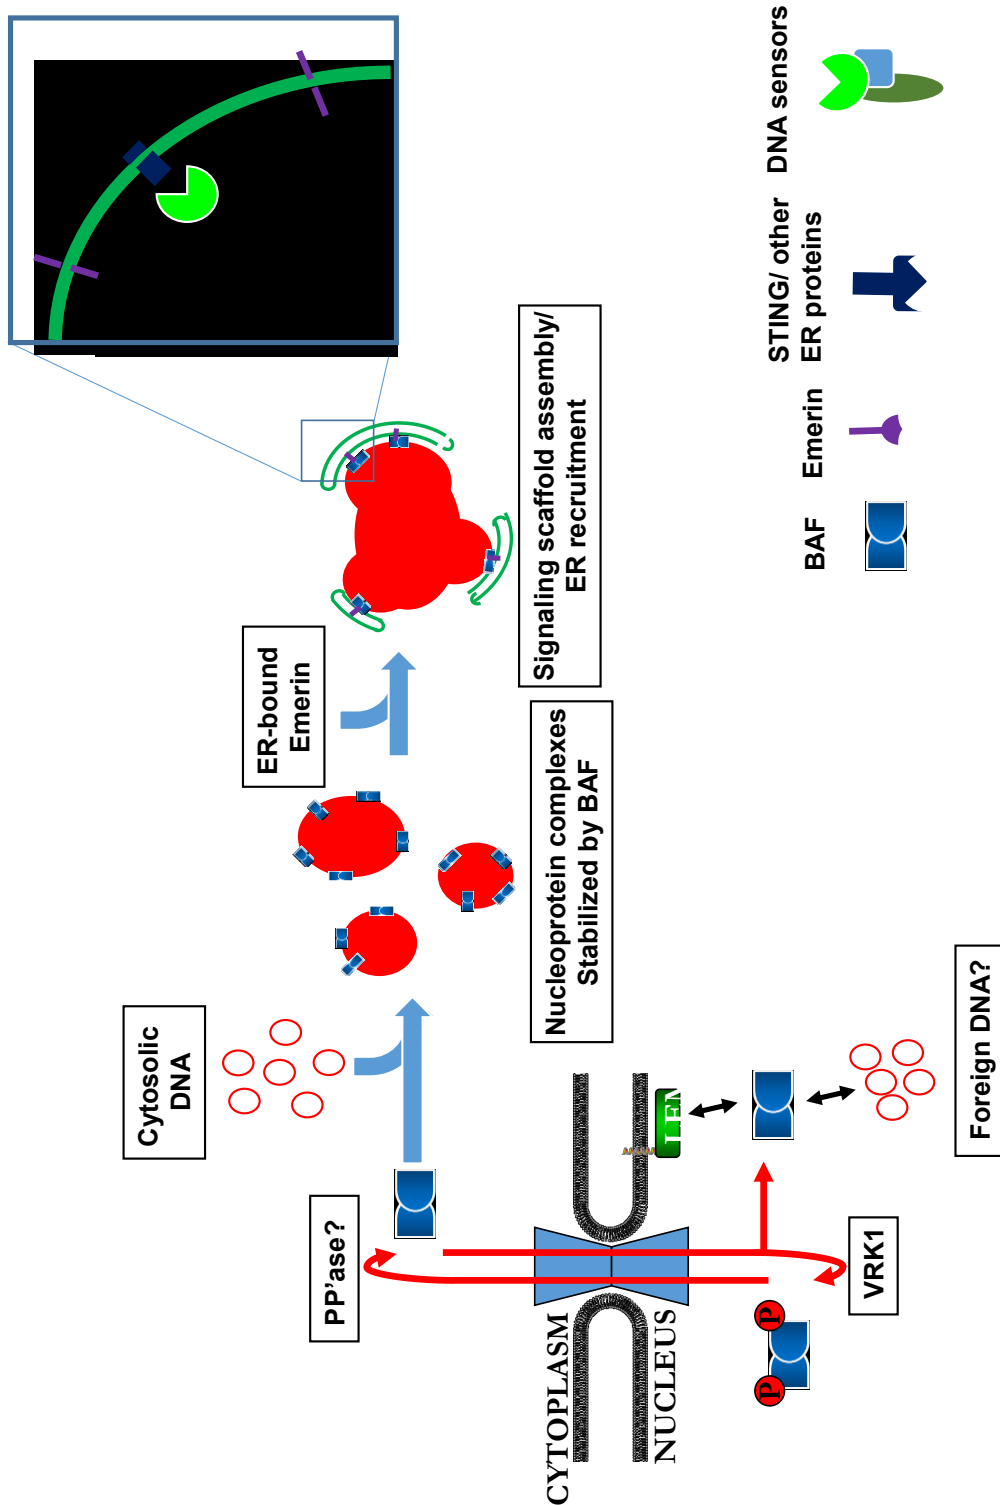 PP'ase?
Cytosolic
DNA
ER-bound
Emerin
Nucleoprotein complexes
Stabilized by BAF
Signaling scaffold assembly/
ER recruitment
CYTOPLASM
NUCLEUS
LEM
P
P
VRK1
Foreign DNA?
BAF
Emerin
STING/ other
ER proteins
DNA sensors